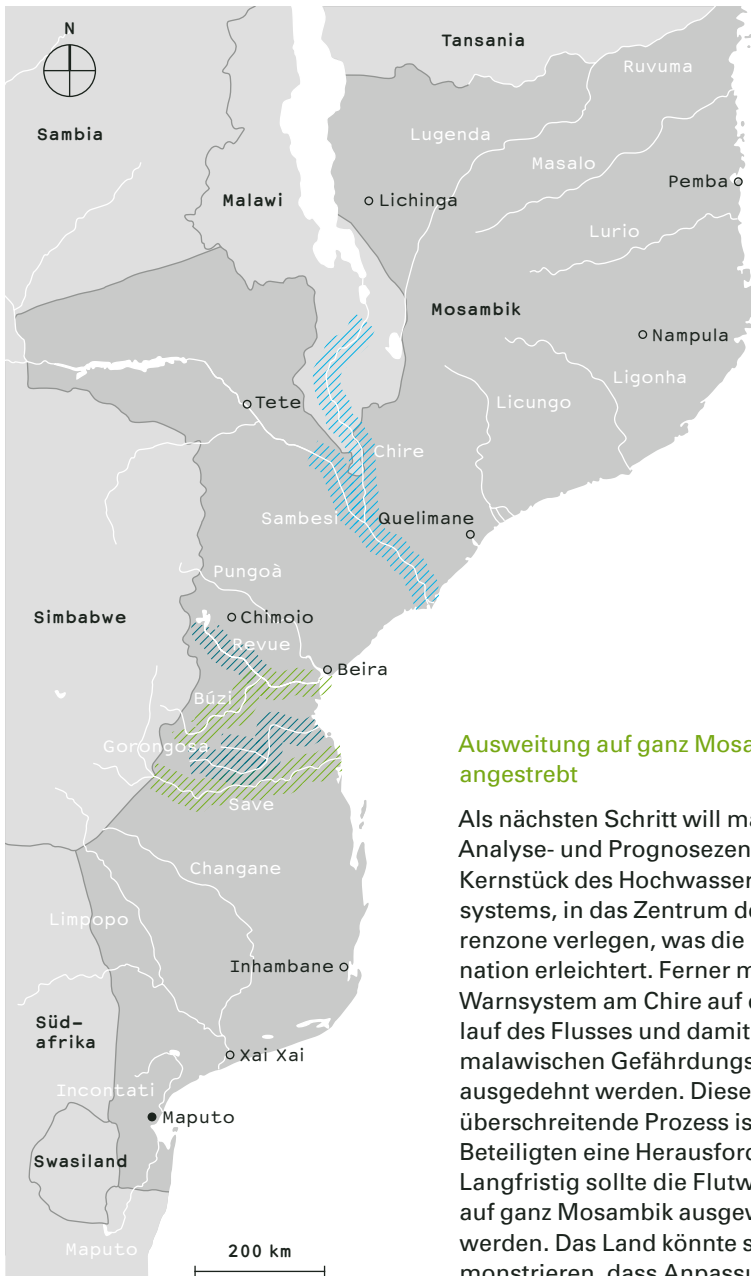 N
Tansania
Ruvuma
Sambia
Lugenda
Masalo
Pemba
Malawi
Lichinga
Lurio
Mosambik
Nampula
Ligonha
Tete
Licungo
Chire
Sambesi
Quelimane
Pungoà
Simbabwe
Chimoio
Revue
Beira
Búzi
Gorongosa
Save
Changane
Limpopo
Inhambane
Süd-
afrika
Xai Xai
Incontati
Maputo
Swasiland
Maputo
200 km
Ausweitung auf ganz Mosa
angestrebt
Als nächsten Schritt will ma
Analyse- und Prognosezen
Kernstück des Hochwasser
systems, in das Zentrum de
renzone verlegen, was die
nation erleichtert. Ferner m
Warnsystem am Chire auf
lauf des Flusses und damit
malawischen Gefährdungs
ausgedehnt werden. Diese
überschreitende Prozess is
Beteiligten eine Herausford
Langfristig sollte die Flutw
auf ganz Mosambik ausgew
werden. Das Land könnte s
monstrieren, dass Anpassu